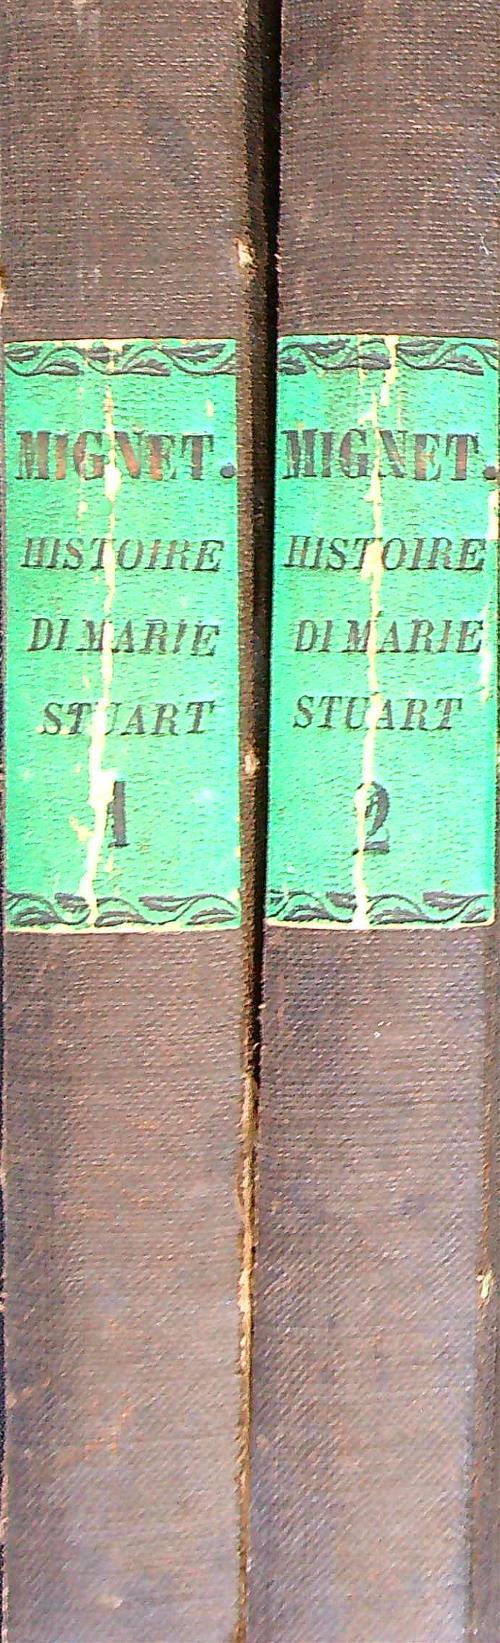 MIGNET.
HISTOIRE
DI MARIE
STUART
1
MIGNET.
HISTOIRE
DI MARIE
STUART
2